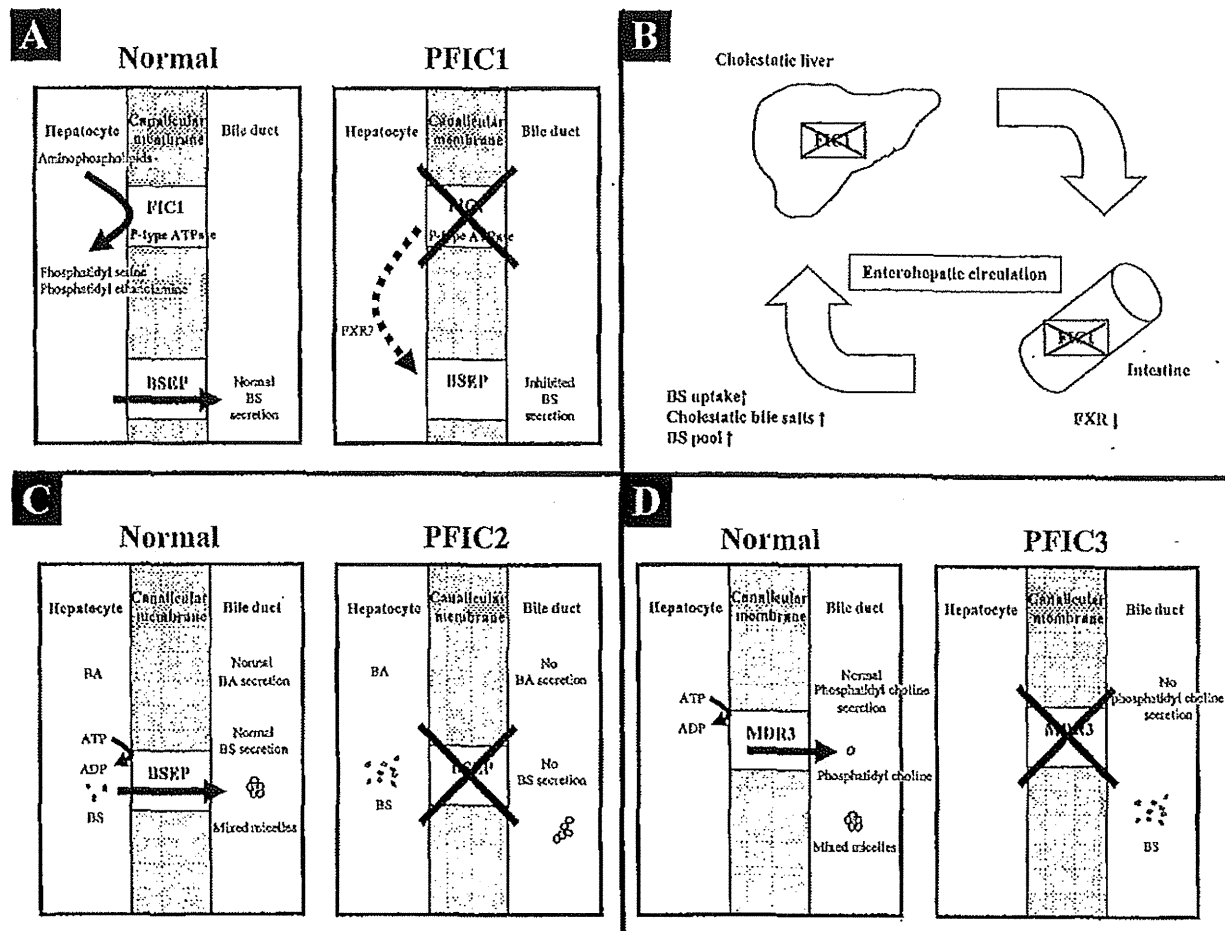 A
Normal
PFIC1
Hepatocyte
Canalicular
membrane
Bile duct
Aminophospholipids
FIC1
P-type ATPase
Phosphatidyl serine
Phosphatidyl ethanolamine
BSEP
Normal
BS
secretion
Hepatocyte
Canalicular
membrane
Bile duct
FIC1
P-type ATPase
FXR?
BSEP
Inhibited
BS
secretion
B
Cholestatic liver
FIC1
Enterohepatic circulation
FIC1
Intestine
BS uptake↑
Cholestatic bile salts ↑
BS pool ↑
FXR ↓
C
Normal
PFIC2
Hepatocyte
Canalicular
membrane
Bile duct
BA
Normal
BA secretion
ATP
ADP
BS
BSEP
Normal
BS secretion
Mixed micelles
Hepatocyte
Canalicular
membrane
Bile duct
BA
No
BA secretion
BS
BSEP
No
BS secretion
D
Normal
PFIC3
Hepatocyte
Canalicular
membrane
Bile duct
ATP
ADP
MDR3
Normal
Phosphatidyl choline
secretion
Phosphatidyl choline
Mixed micelles
Hepatocyte
Canalicular
membrane
Bile duct
MDR3
No
phosphatidyl choline
secretion
BS